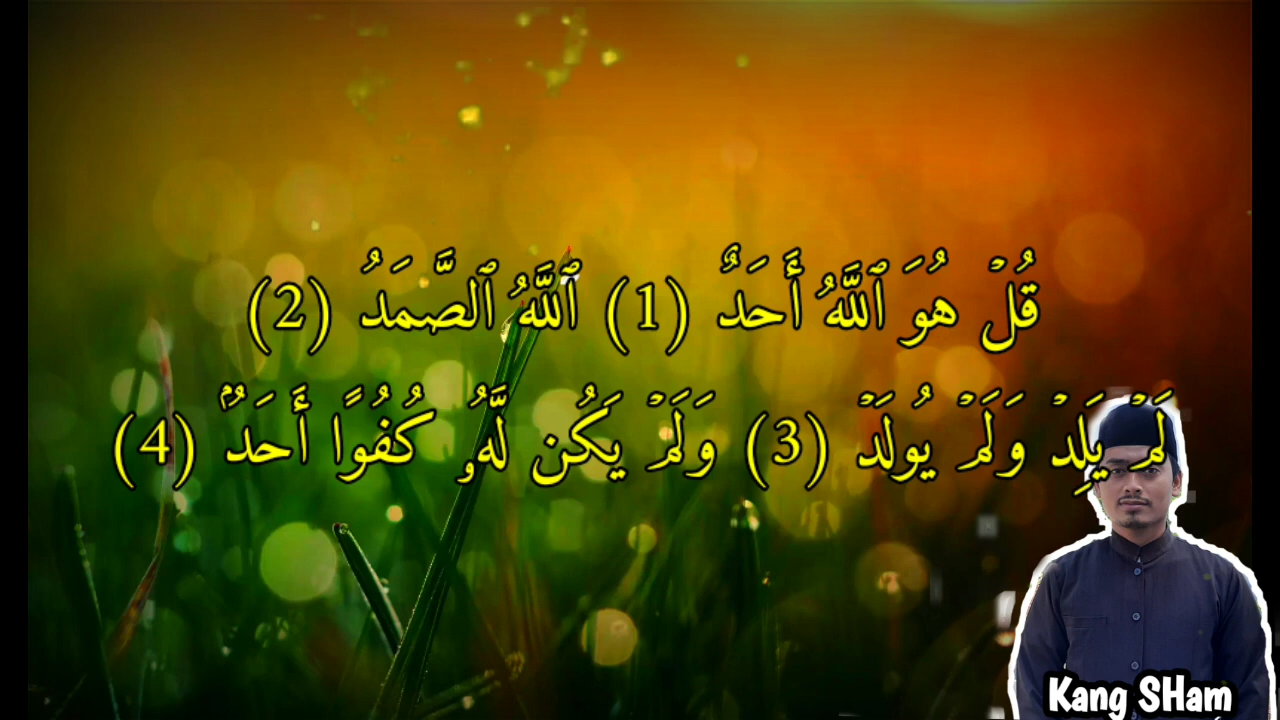 قُلۡ هُوَ ٱللَّهُ أَحَدٌ (1) ٱللَّهُ ٱلصَّمَدُ (2)
لَمۡ يَلِدۡ وَلَمۡ يُولَدۡ (3) وَلَمۡ يَكُن لَّهُۥ كُفُوًا أَحَدُۢ (4)
Kang SHam